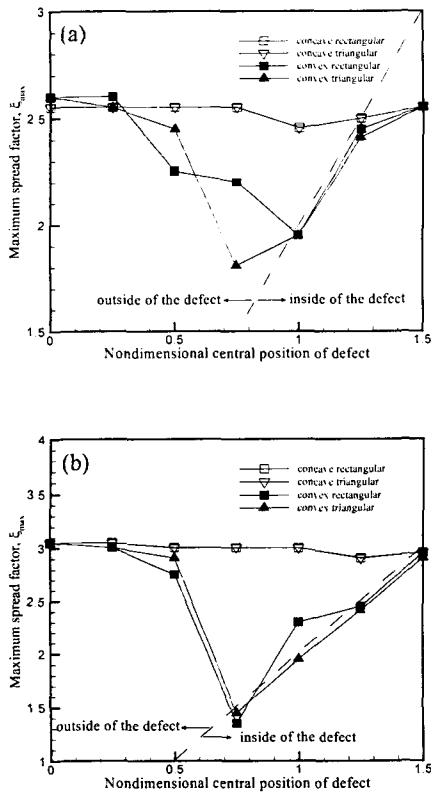 (a)
3
2 5
2
1 5
Maximum spread factor, ξmax
concave rectangular
concave triangular
convex rectangular
convex triangular
outside of the defect
inside of the defect
0
0.5
1
1.5
Nondimensional central position of defect
(b)
4
3.5
3
2.5
2
1.5
1
Maximum spread factor, ξmax
concave rectangular
concave triangular
convex rectangular
convex triangular
outside of the defect
inside of the defect
0
0 5
1
1.5
Nondimensional central position of defect